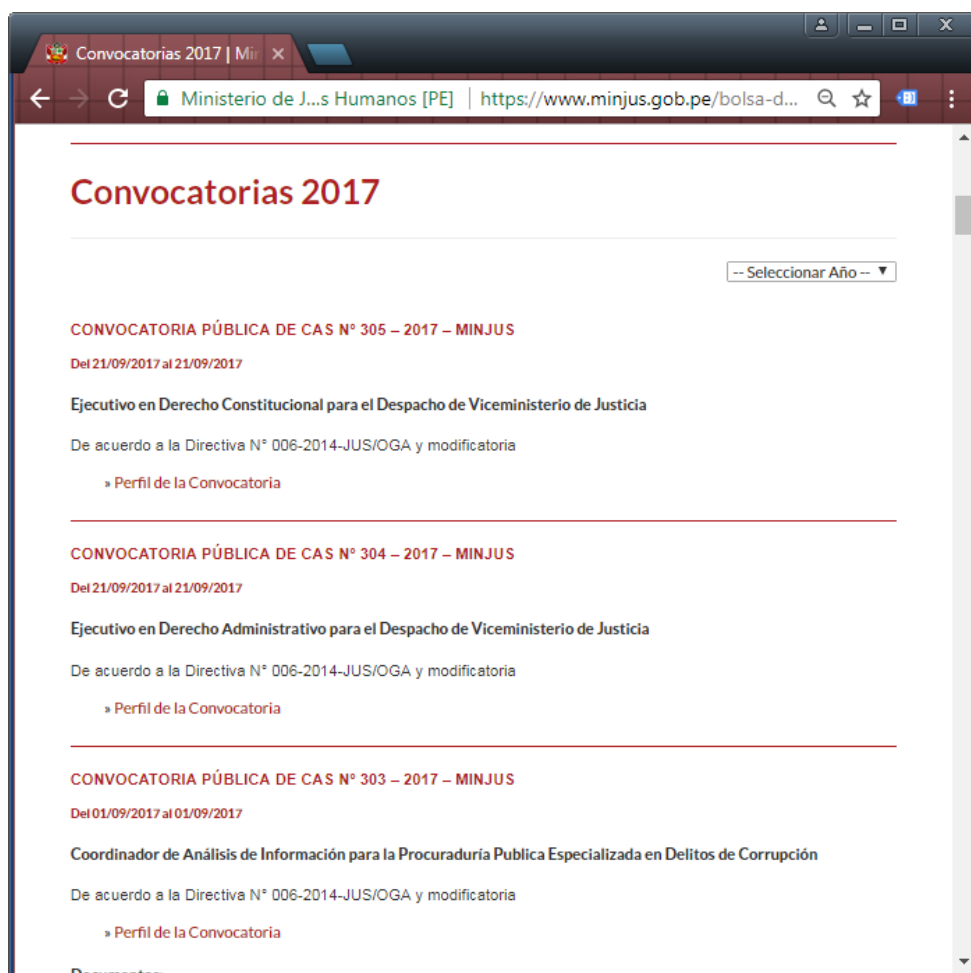 Convocatorias 2017 | Min
Ministerio de J...s Humanos [PE] | https://www.minjus.gob.pe/bolsa-d...
Convocatorias 2017
-- Seleccionar Año --
CONVOCATORIA PÚBLICA DE CAS N° 305 – 2017 – MINJUS
Del 21/09/2017 al 21/09/2017
Ejecutivo en Derecho Constitucional para el Despacho de Viceministerio de Justicia
De acuerdo a la Directiva N° 006-2014-JUS/OGA y modificatoria
» Perfil de la Convocatoria
CONVOCATORIA PÚBLICA DE CAS N° 304 – 2017 – MINJUS
Del 21/09/2017 al 21/09/2017
Ejecutivo en Derecho Administrativo para el Despacho de Viceministerio de Justicia
De acuerdo a la Directiva N° 006-2014-JUS/OGA y modificatoria
» Perfil de la Convocatoria
CONVOCATORIA PÚBLICA DE CAS N° 303 – 2017 – MINJUS
Del 01/09/2017 al 01/09/2017
Coordinador de Análisis de Información para la Procuraduría Publica Especializada en Delitos de Corrupción
De acuerdo a la Directiva N° 006-2014-JUS/OGA y modificatoria
» Perfil de la Convocatoria